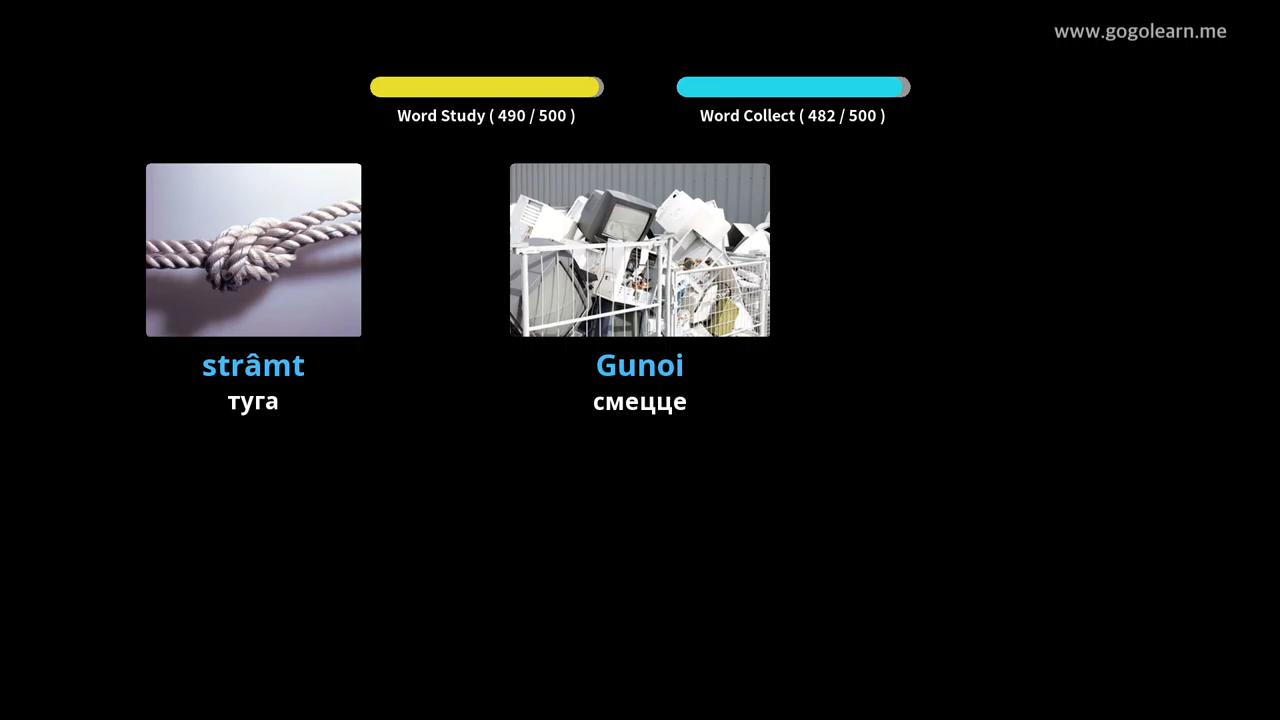 www.gogolearn.me
Word Study ( 490 / 500 )
Word Collect ( 482 / 500 )
strâmt
туга
Gunoi
смецце